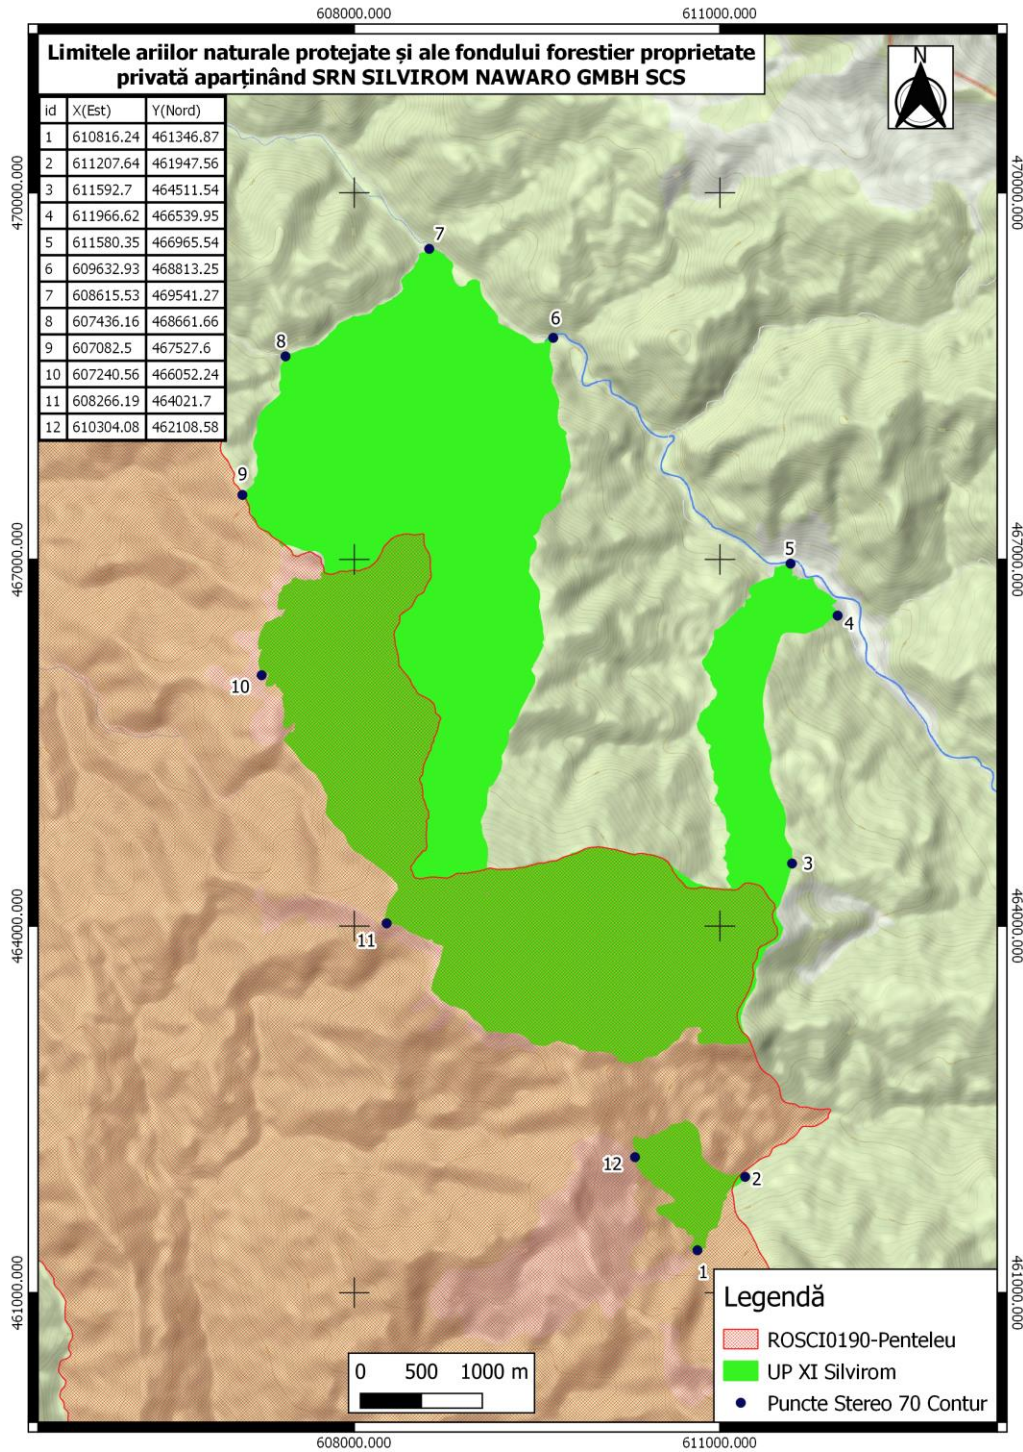 608000.000 611000.000
Limitele ariilor naturale protejate și ale fondului forestier proprietate
privată aparținând SRN SILVIROM NAWARO GMBH SCS
N
id X(Est) Y(Nord)
1 610816.24 461346.87
2 611207.64 461947.56
3 611592.7 464511.54
4 611966.62 466539.95
5 611580.35 466965.54
6 609632.93 468813.25
7 608615.53 469541.27
8 607436.16 468661.66
9 607082.5 467527.6
10 607240.56 466052.24
11 608266.19 464021.7
12 610304.08 462108.58
470000.000 470000.000
7
6
8
9
467000.000 467000.000
5
4
10
3
464000.000 464000.000
11
12
2
1
461000.000 461000.000
Legendă
ROSCI0190-Penteleu
UP XI Silvirom
Puncte Stereo 70 Contur
0 500 1000 m
608000.000 611000.000